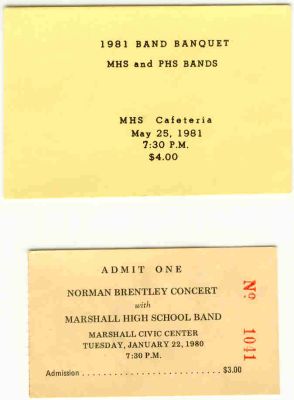 1981 BAND BANQUET
MHS and PHS BANDS
MHS Cafeteria
May 25, 1981
7:30 P.M.
$4.00
ADMIT ONE
NORMAN BRENTLEY CONCERT
with
MARSHALL HIGH SCHOOL BAND
MARSHALL CIVIC CENTER
TUESDAY, JANUARY 22, 1980
7:30 P.M.
Admission . . . . . . . . . . . . . . . . . . . . . . . $3.00
No. 1041